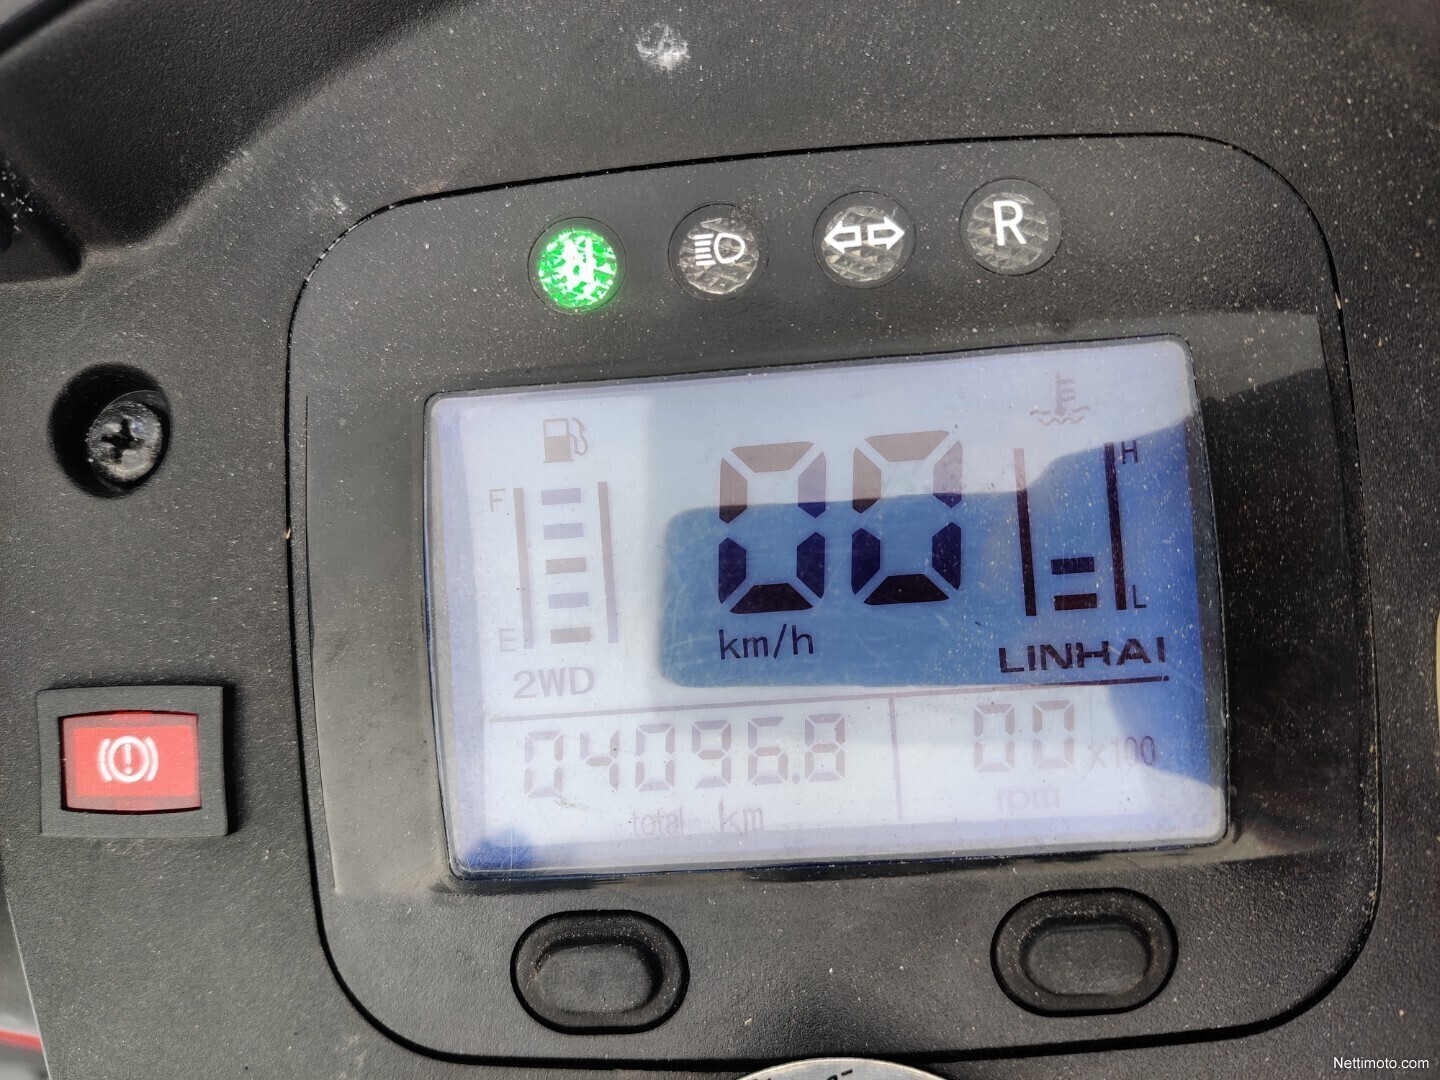 N
R
F
E
2WD
00
km/h
H
L
LINHAI
04096.8
total km
00 x100
rpm
Nettimoto.com